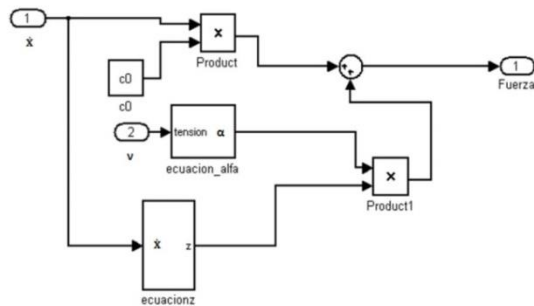 1
ẋ
c0
c0
×
Product
+
+
1
Fuerza
2
v
tension α
ecuacion_alfa
×
Product1
ẋ z
ecuacionz